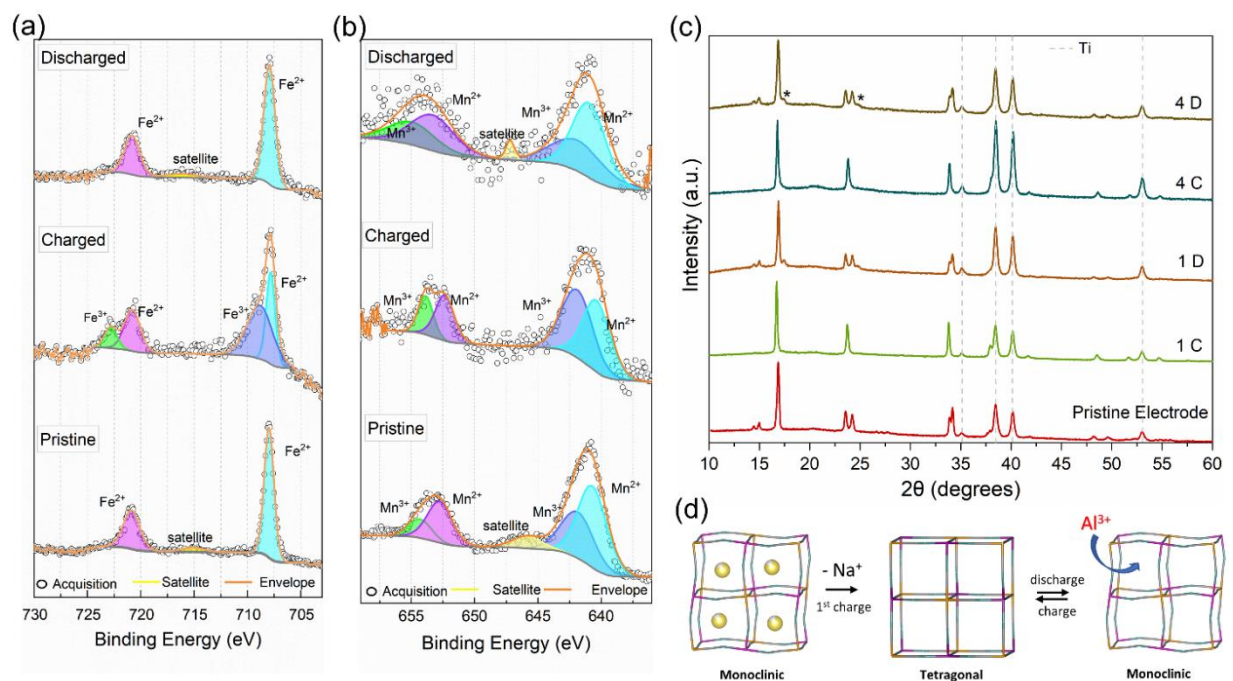 (a)
Discharged
Fe²⁺
Fe²⁺
satellite
Charged
Fe²⁺
Fe³⁺
Fe²⁺
Fe³⁺
Pristine
Fe²⁺
Fe²⁺
satellite
Acquisition
Satellite
Envelope
730 725 720 715 710 705
Binding Energy (eV)
(b)
Discharged
Mn²⁺
Mn³⁺
Mn²⁺
Mn³⁺
satellite
Charged
Mn³⁺
Mn²⁺
Mn³⁺
Mn²⁺
Pristine
Mn³⁺
Mn²⁺
satellite
Mn³⁺
Mn²⁺
Acquisition
Satellite
Envelope
655 650 645 640
Binding Energy (eV)
(c)
Ti
* *
4 D
4 C
1 D
1 C
Pristine Electrode
Intensity (a.u.)
10 15 20 25 30 35 40 45 50 55 60
2θ (degrees)
(d)
- Na⁺
1st charge
discharge
charge
Al³⁺
Monoclinic
Tetragonal
Monoclinic